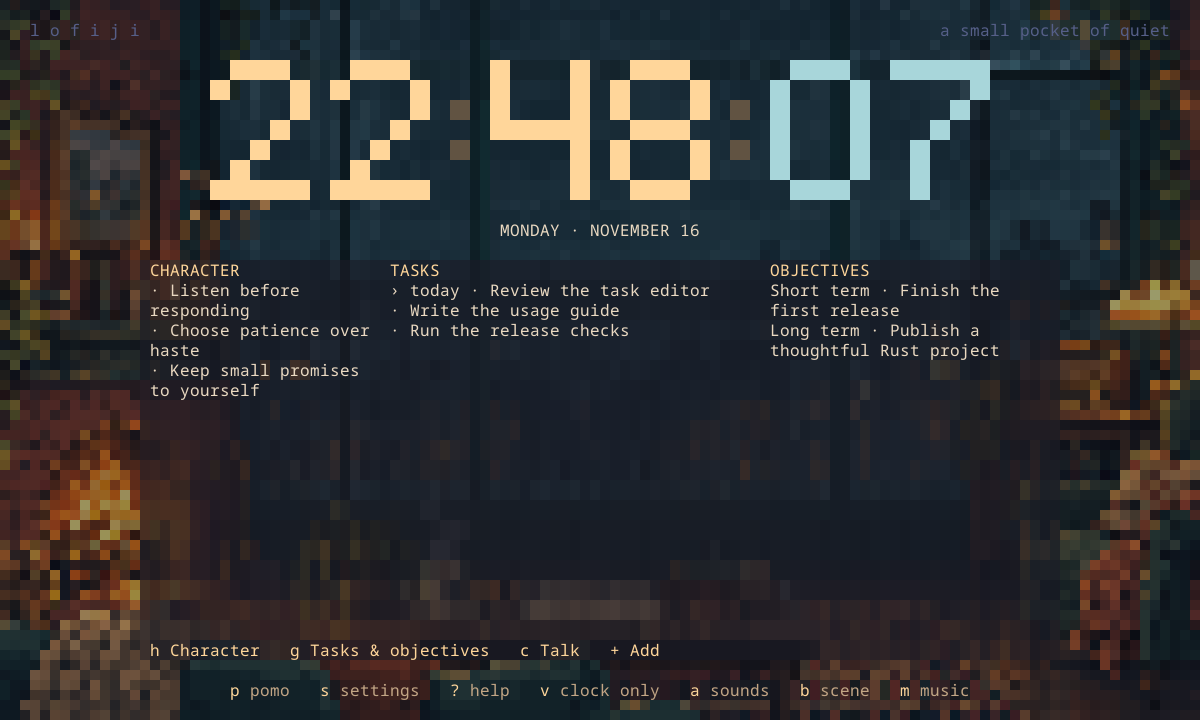 l o f i j i
a small pocket of quiet
22:48:07
MONDAY · NOVEMBER 16
CHARACTER
· Listen before
responding
· Choose patience over
haste
· Keep small promises
to yourself
TASKS
› today · Review the task editor
· Write the usage guide
· Run the release checks
OBJECTIVES
Short term · Finish the
first release
Long term · Publish a
thoughtful Rust project
h Character g Tasks & objectives c Talk + Add
p pomo s settings ? help v clock only a sounds b scene m music